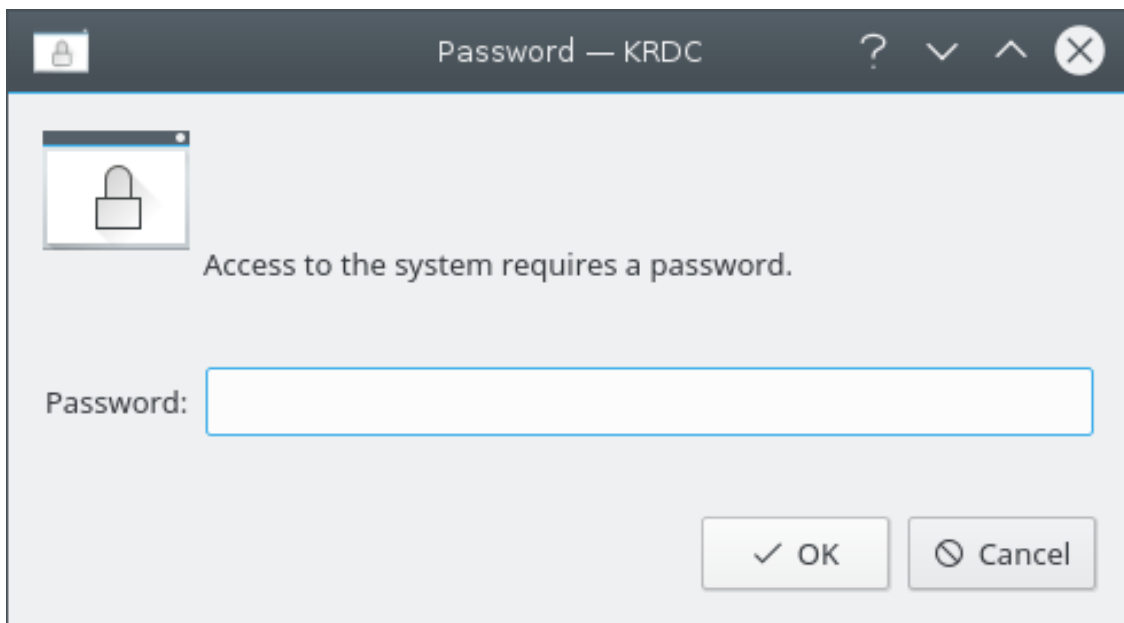 Password — KRDC
Access to the system requires a password.
Password:
OK
Cancel